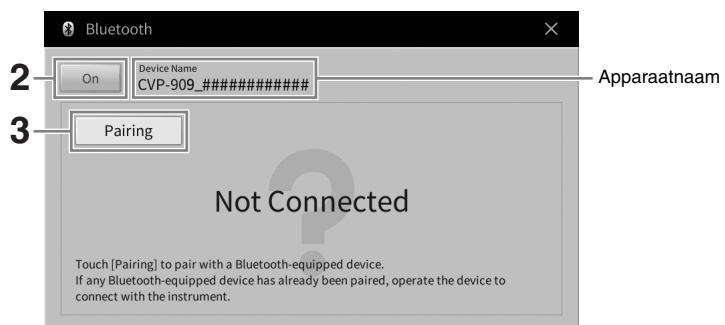 Bluetooth
2
On
Device Name
CVP-909_############
Apparaatnaam
3
Pairing
Not Connected
?
Touch [Pairing] to pair with a Bluetooth-equipped device.
If any Bluetooth-equipped device has already been paired, operate the device to
connect with the instrument.